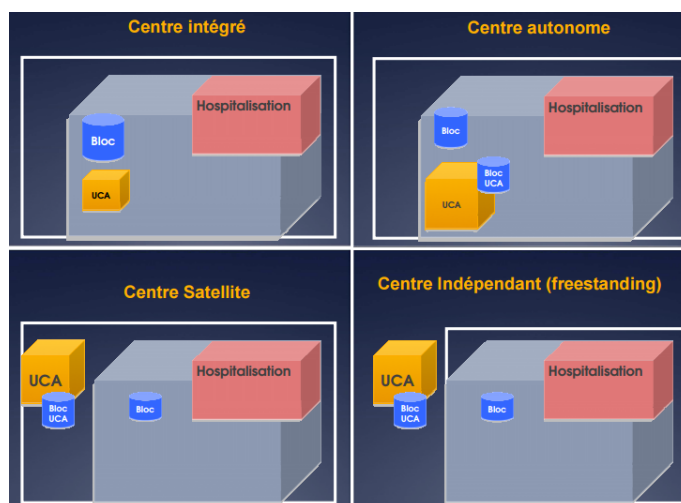 Centre intégré
Hospitalisation
Bloc
UCA
Centre autonome
Hospitalisation
Bloc
Bloc
UCA
UCA
Centre Satellite
Hospitalisation
UCA
Bloc
UCA
Bloc
Centre Indépendant (freestanding)
Hospitalisation
UCA
Bloc
UCA
Bloc